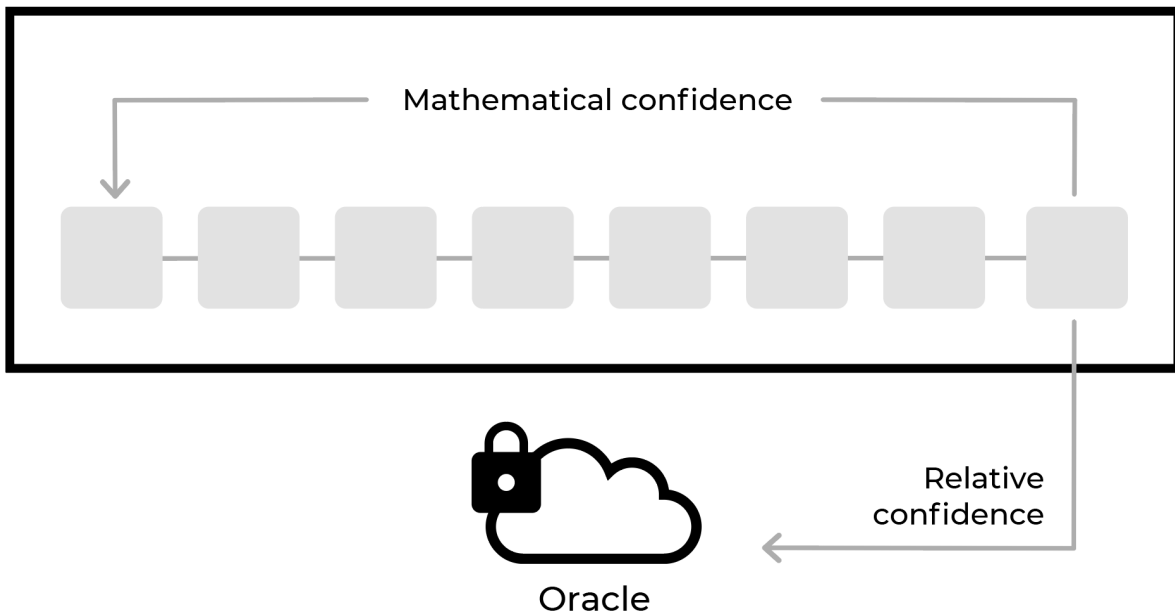 Mathematical confidence
Relative
confidence
Oracle